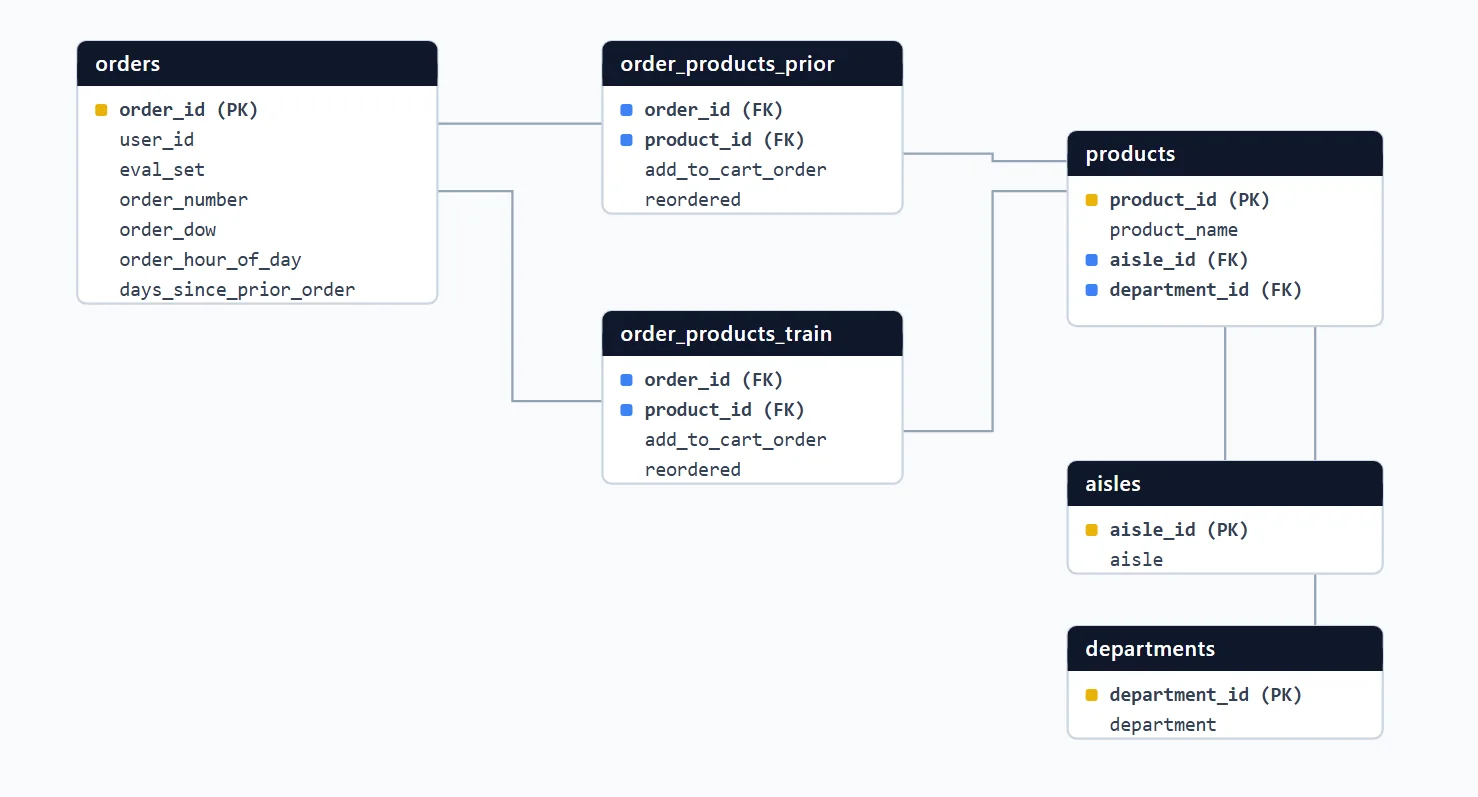 orders
order_id (PK)
user_id
eval_set
order_number
order_dow
order_hour_of_day
days_since_prior_order
order_products_prior
order_id (FK)
product_id (FK)
add_to_cart_order
reordered
order_products_train
order_id (FK)
product_id (FK)
add_to_cart_order
reordered
products
product_id (PK)
product_name
aisle_id (FK)
department_id (FK)
aisles
aisle_id (PK)
aisle
departments
department_id (PK)
department